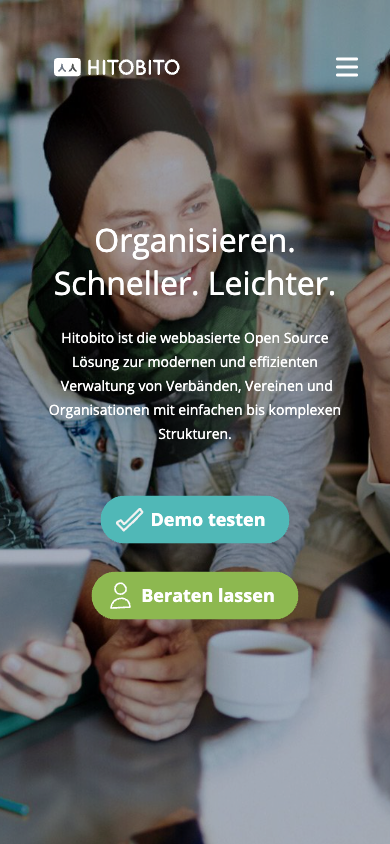 HITOBITO
Organisieren.
Schneller. Leichter.
Hitobito ist die webbasierte Open Source
Lösung zur modernen und effizienten
Verwaltung von Verbänden, Vereinen und
Organisationen mit einfachen bis komplexen
Strukturen.
Demo testen
Beraten lassen